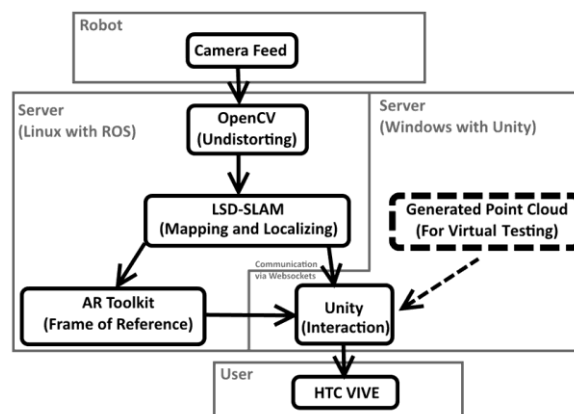 Robot
Camera Feed
Server
(Linux with ROS)
OpenCV
(Undistorting)
Server
(Windows with Unity)
LSD-SLAM
(Mapping and Localizing)
Generated Point Cloud
(For Virtual Testing)
Communication
via Websockets
AR Toolkit
(Frame of Reference)
Unity
(Interaction)
User
HTC VIVE